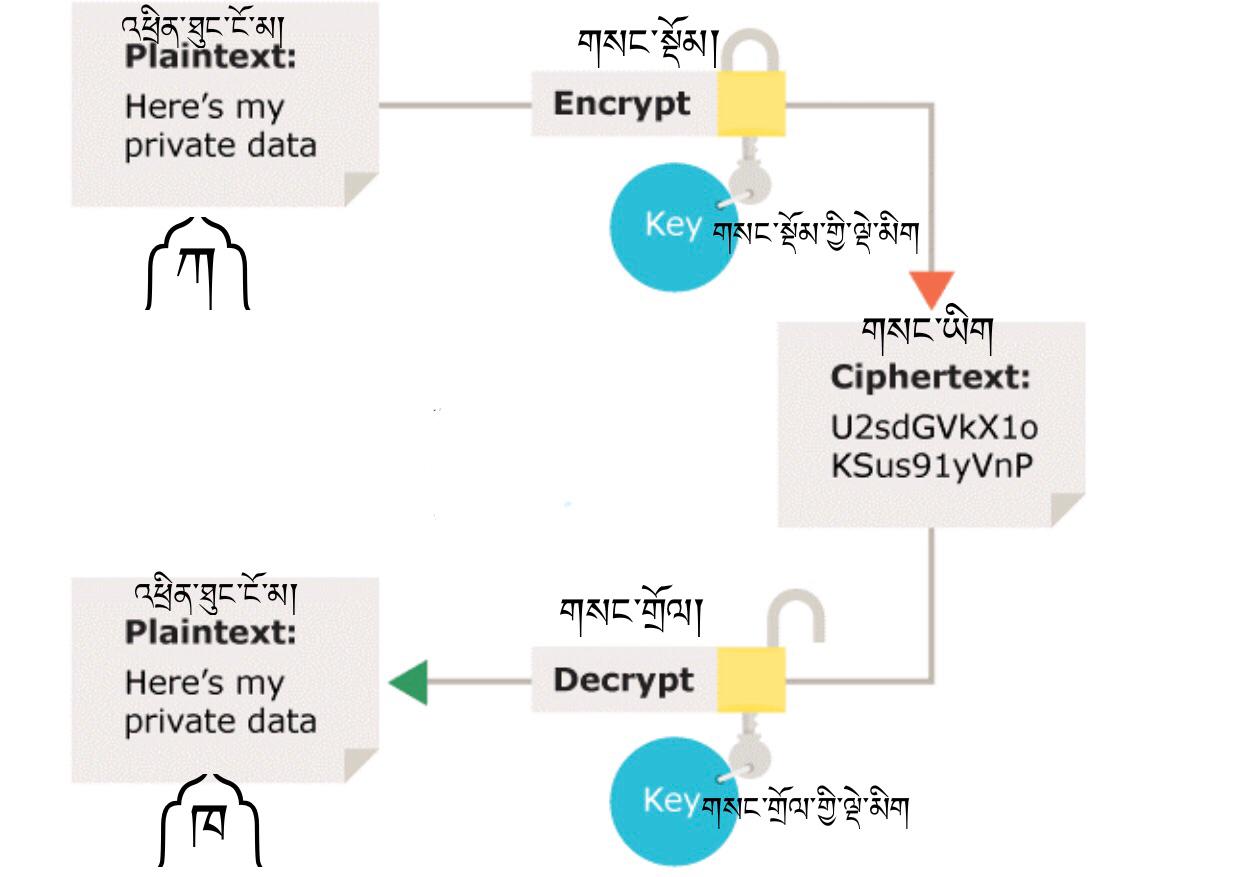 འཕྲིན་ཐུང་ངོ་མ།
Plaintext:
Here’s my
private data
ཀ
གསང་སྡོམ།
Encrypt
Key
གསང་སྡོམ་གྱི་ལྡེ་མིག
གསང་ཡིག
Ciphertext:
U2sdGVkX1o
KSus91yVnP
གསང་གྲོལ།
Decrypt
Key
གསང་གྲོལ་གྱི་ལྡེ་མིག
འཕྲིན་ཐུང་ངོ་མ།
Plaintext:
Here’s my
private data
ཁ